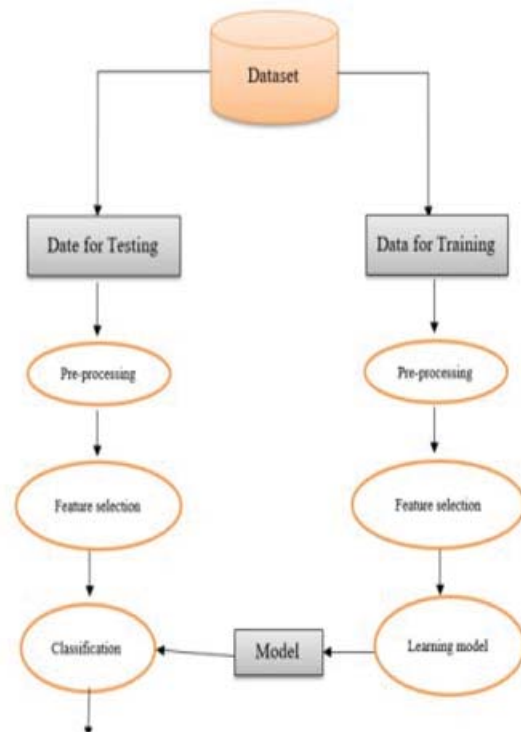 Dataset
Date for Testing
Data for Training
Pre-processing
Pre-processing
Feature selection
Feature selection
Classification
Model
Learning model